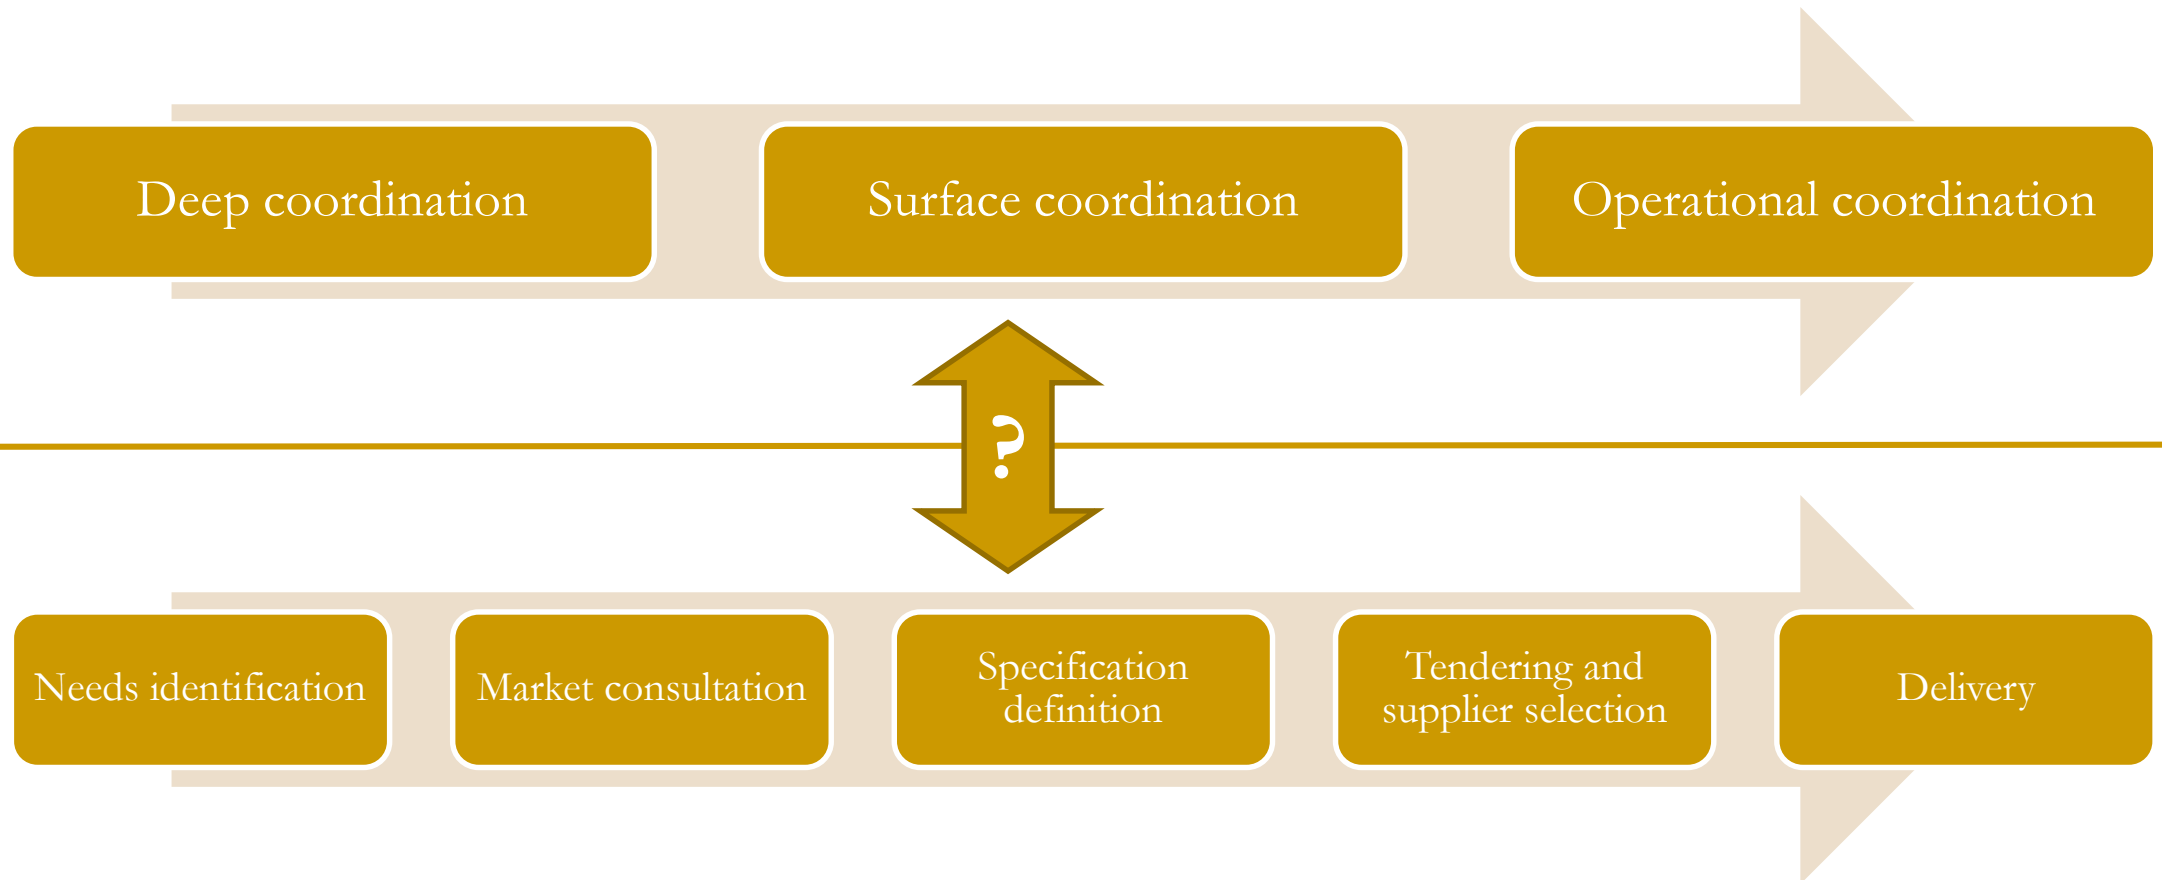 Deep coordination
Surface coordination
Operational coordination
?
Needs identification
Market consultation
Specification
definition
Tendering and
supplier selection
Delivery